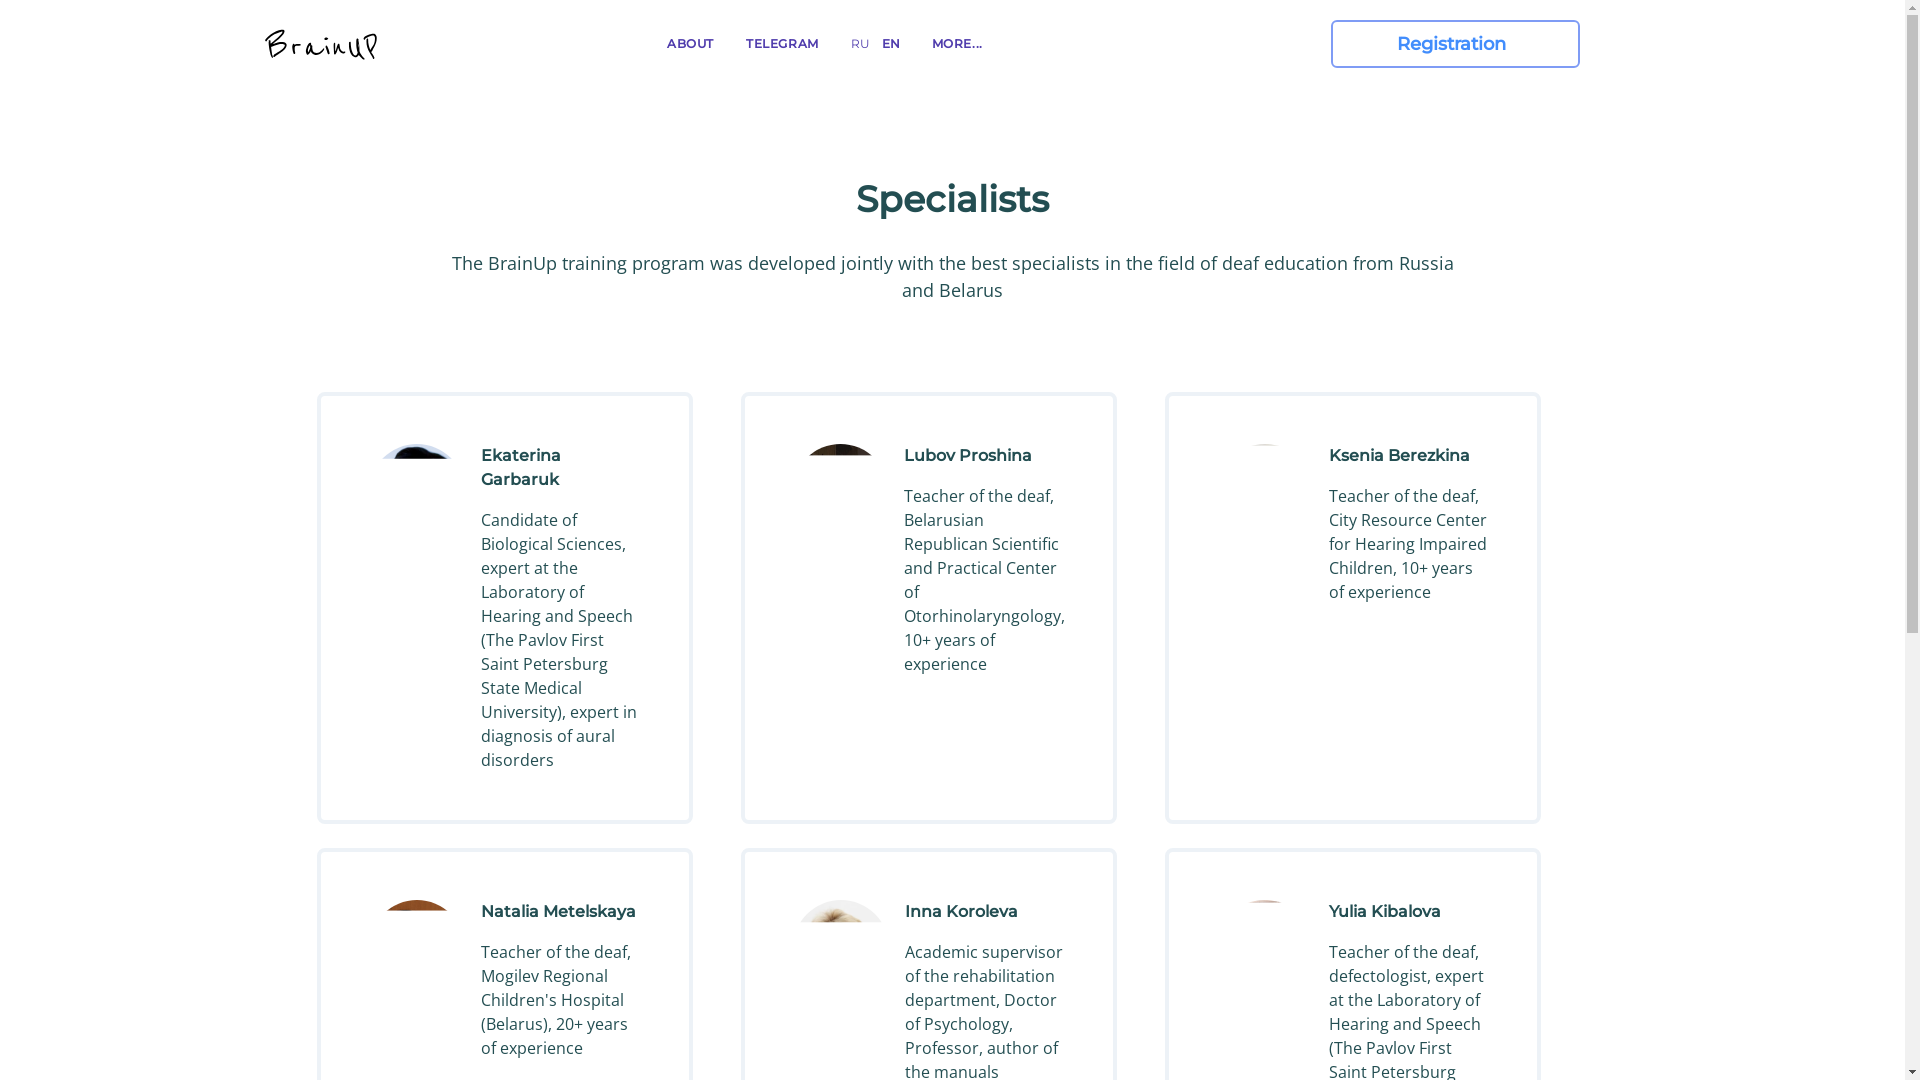 BrainUP
ABOUT
TELEGRAM
RU
EN
MORE...
Registration
Specialists
The BrainUp training program was developed jointly with the best specialists in the field of deaf education from Russia
and Belarus
Ekaterina
Garbaruk
Candidate of
Biological Sciences,
expert at the
Laboratory of
Hearing and Speech
(The Pavlov First
Saint Petersburg
State Medical
University), expert in
diagnosis of aural
disorders
Lubov Proshina
Teacher of the deaf,
Belarusian
Republican Scientific
and Practical Center
of
Otorhinolaryngology,
10+ years of
experience
Ksenia Berezkina
Teacher of the deaf,
City Resource Center
for Hearing Impaired
Children, 10+ years
of experience
Natalia Metelskaya
Teacher of the deaf,
Mogilev Regional
Children's Hospital
(Belarus), 20+ years
of experience
Inna Koroleva
Academic supervisor
of the rehabilitation
department, Doctor
of Psychology,
Professor, author of
the manuals
Yulia Kibalova
Teacher of the deaf,
defectologist, expert
at the Laboratory of
Hearing and Speech
(The Pavlov First
Saint Petersburg